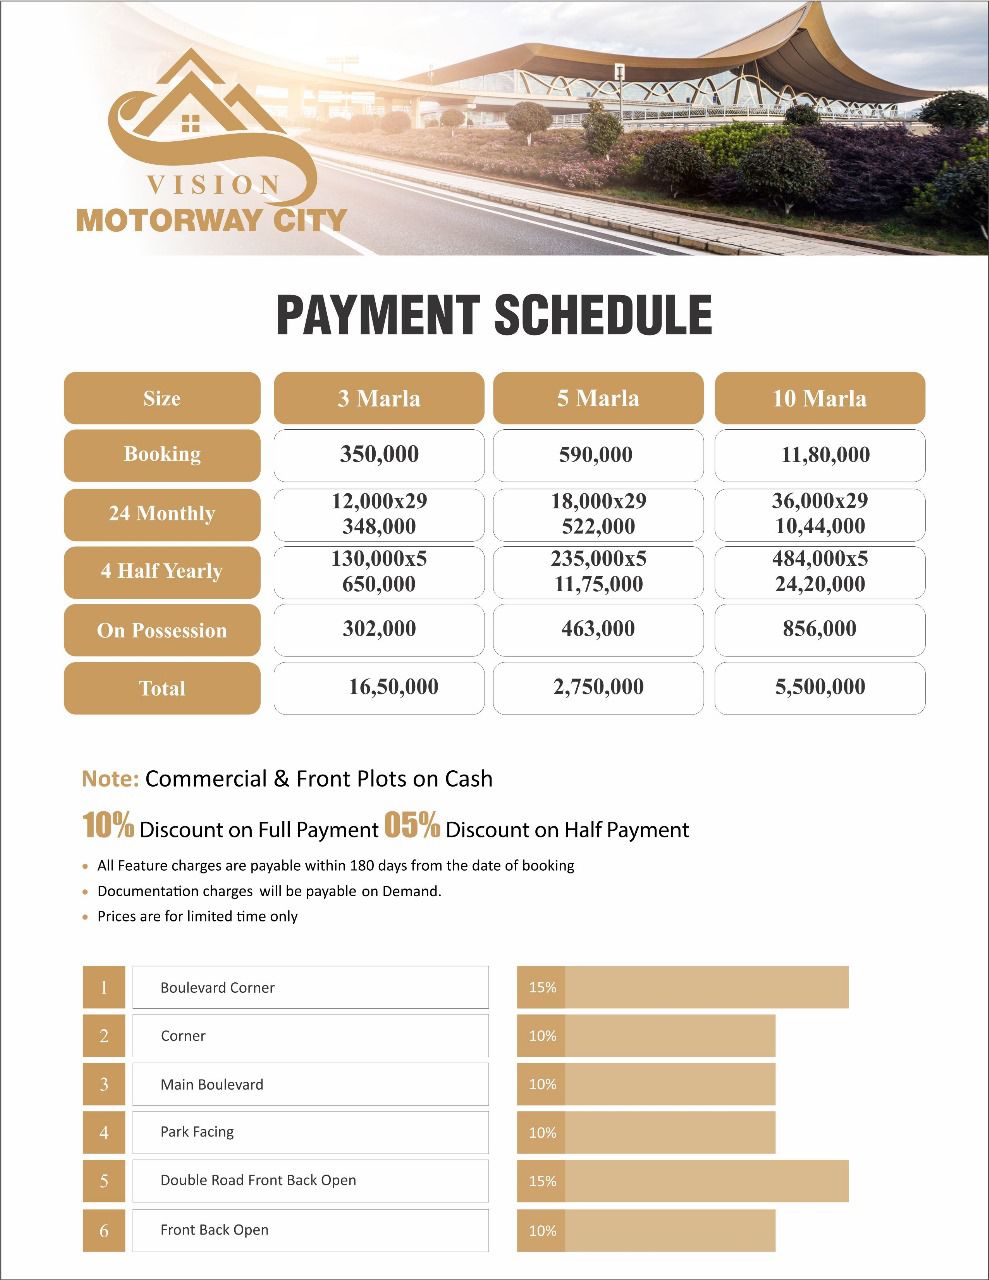 VISION
MOTORWAY CITY
PAYMENT SCHEDULE
Size 3 Marla 5 Marla 10 Marla
Booking 350,000 590,000 11,80,000
24 Monthly 12,000x29 18,000x29 36,000x29
348,000 522,000 10,44,000
4 Half Yearly 130,000x5 235,000x5 484,000x5
650,000 11,75,000 24,20,000
On Possession 302,000 463,000 856,000
Total 16,50,000 2,750,000 5,500,000
Note: Commercial & Front Plots on Cash
10% Discount on Full Payment 05% Discount on Half Payment
• All Feature charges are payable within 180 days from the date of booking
• Documentation charges will be payable on Demand.
• Prices are for limited time only
1 Boulevard Corner 15%
2 Corner 10%
3 Main Boulevard 10%
4 Park Facing 10%
5 Double Road Front Back Open 15%
6 Front Back Open 10%